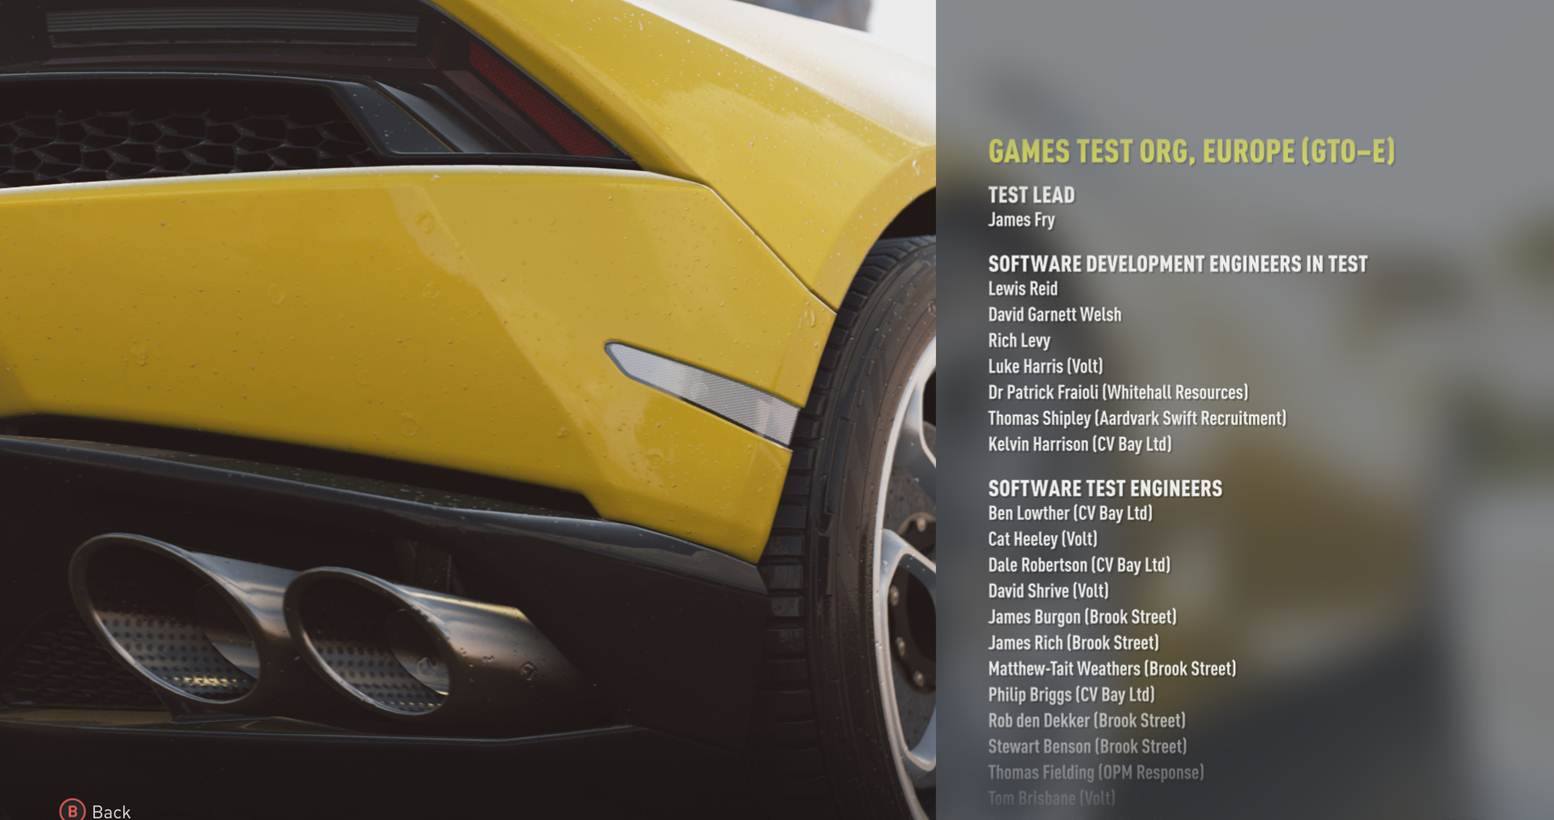 GAMES TEST ORG, EUROPE (GTO-E)
TEST LEAD
James Fry
SOFTWARE DEVELOPMENT ENGINEERS IN TEST
Lewis Reid
David Garnett Welsh
Rich Levy
Luke Harris (Volt)
Dr Patrick Fraioli (Whitehall Resources)
Thomas Shipley (Aardvark Swift Recruitment)
Kelvin Harrison (CV Bay Ltd)
SOFTWARE TEST ENGINEERS
Ben Lowther (CV Bay Ltd)
Cat Heeley (Volt)
Dale Robertson (CV Bay Ltd)
David Shrive (Volt)
James Burgon (Brook Street)
James Rich (Brook Street)
Matthew-Tait Weathers (Brook Street)
Philip Briggs (CV Bay Ltd)
Rob den Dekker (Brook Street)
Stewart Benson (Brook Street)
Thomas Fielding (OPM Response)
Tom Brisbane (Volt)
B Back